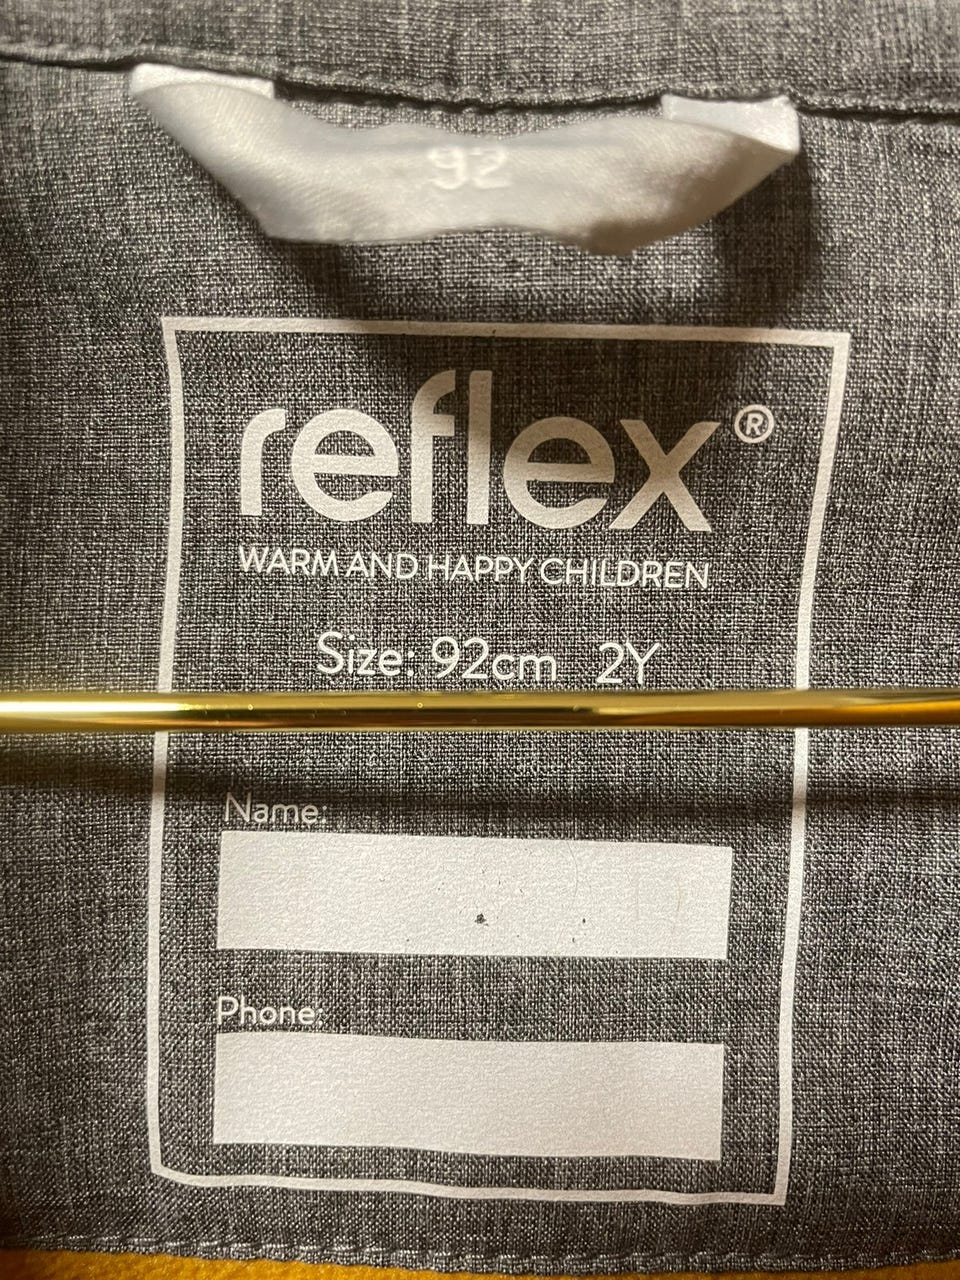 92
reflex®
WARM AND HAPPY CHILDREN
Size: 92cm 2Y
Name:
Phone: